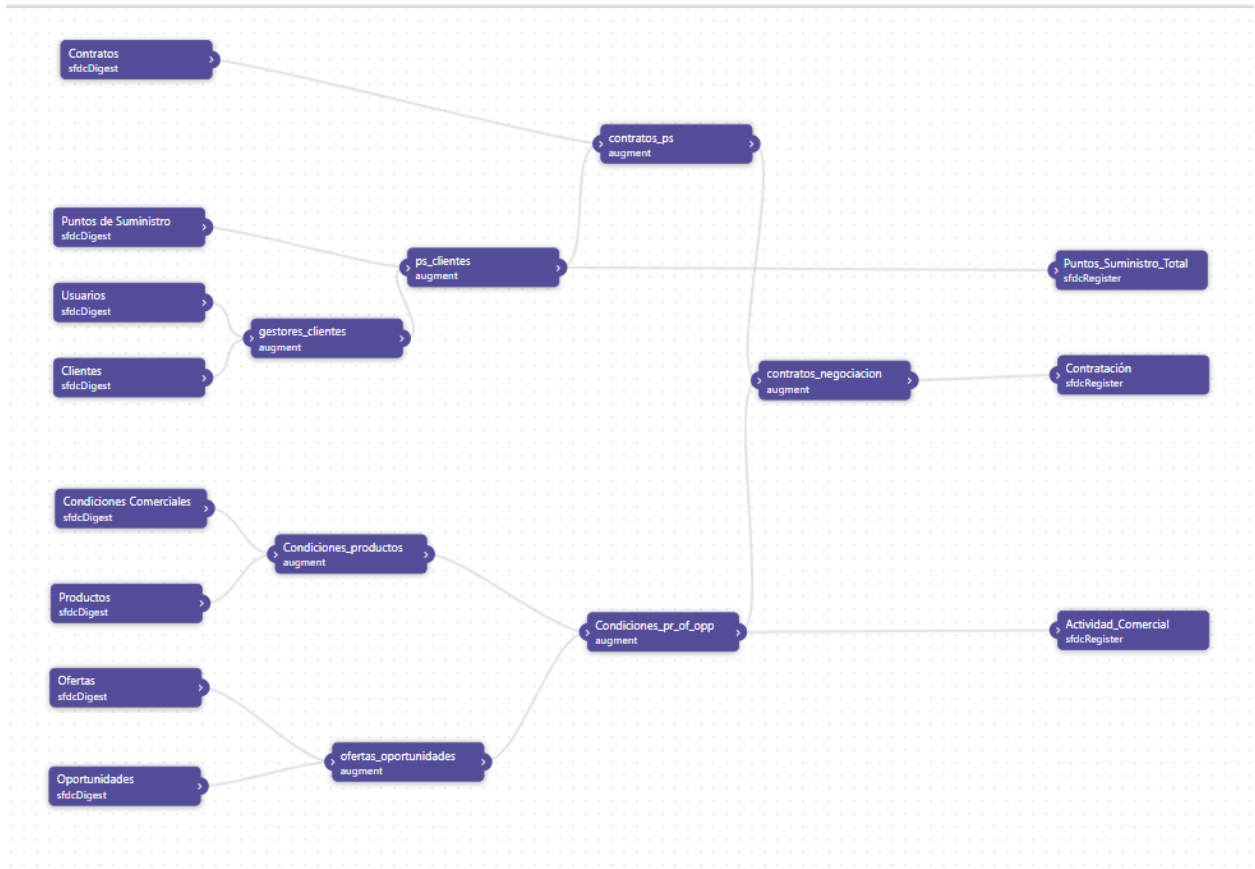 Contratos
sfdcDigest
contratos_ps
augment
Puntos de Suministro
sfdcDigest
ps_clientes
augment
Puntos_Suministro_Total
sfdcRegister
Usuarios
sfdcDigest
gestores_clientes
augment
Clientes
sfdcDigest
contratos_negociacion
augment
Contratación
sfdcRegister
Condiciones Comerciales
sfdcDigest
Condiciones_productos
augment
Productos
sfdcDigest
Condiciones_pr_of_opp
augment
Actividad_Comercial
sfdcRegister
Ofertas
sfdcDigest
ofertas_oportunidades
augment
Oportunidades
sfdcDigest